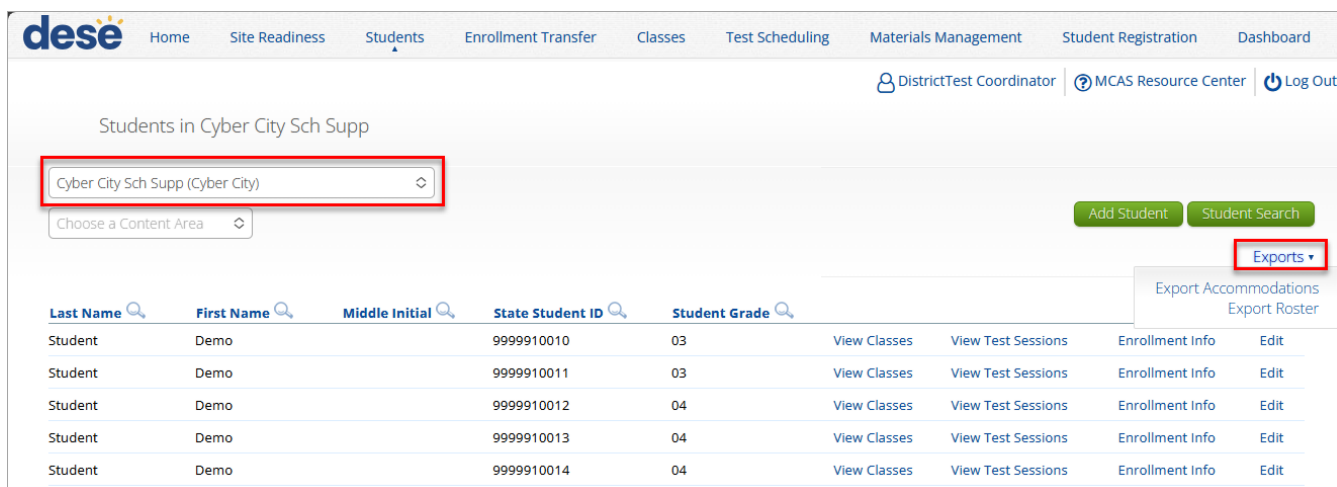 dese Home Site Readiness Students Enrollment Transfer Classes Test Scheduling Materials Management Student Registration Dashboard
DistrictTest Coordinator ? MCAS Resource Center Log Out
Students in Cyber City Sch Supp
Cyber City Sch Supp (Cyber City)
Choose a Content Area Add Student Student Search
Exports
Export Accommodations
Export Roster
Last Name First Name Middle Initial State Student ID Student Grade
Student Demo 9999910010 03 View Classes View Test Sessions Enrollment Info Edit
Student Demo 9999910011 03 View Classes View Test Sessions Enrollment Info Edit
Student Demo 9999910012 04 View Classes View Test Sessions Enrollment Info Edit
Student Demo 9999910013 04 View Classes View Test Sessions Enrollment Info Edit
Student Demo 9999910014 04 View Classes View Test Sessions Enrollment Info Edit